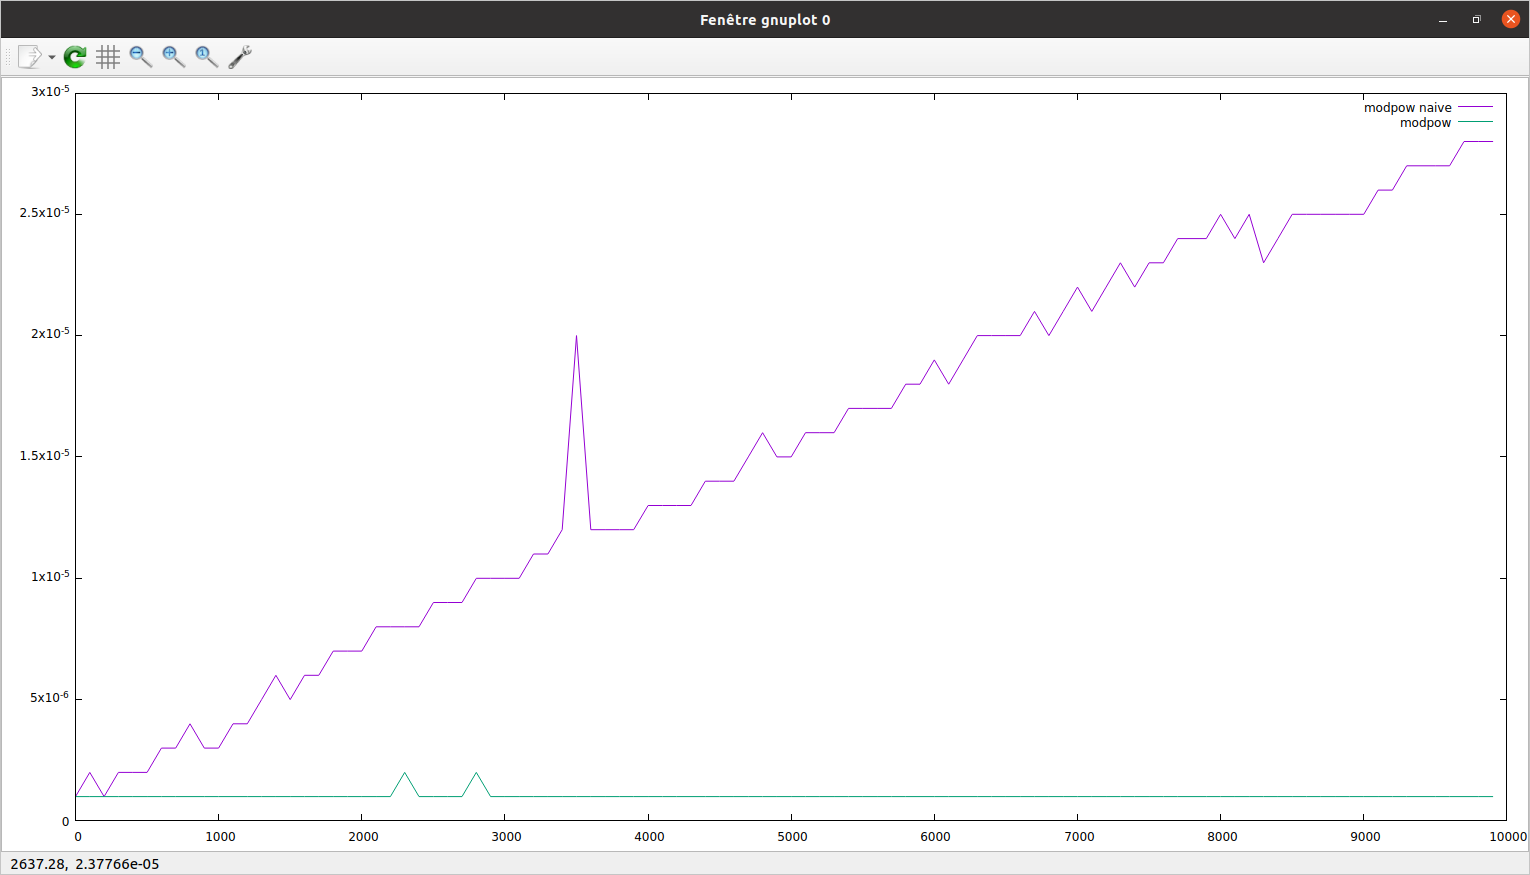 Fenêtre gnuplot 0
3x10⁻⁵
2.5x10⁻⁵
2x10⁻⁵
1.5x10⁻⁵
1x10⁻⁵
5x10⁻⁶
0
modpow naive
modpow
0 1000 2000 3000 4000 5000 6000 7000 8000 9000 10000
2637.28, 2.37766e-05